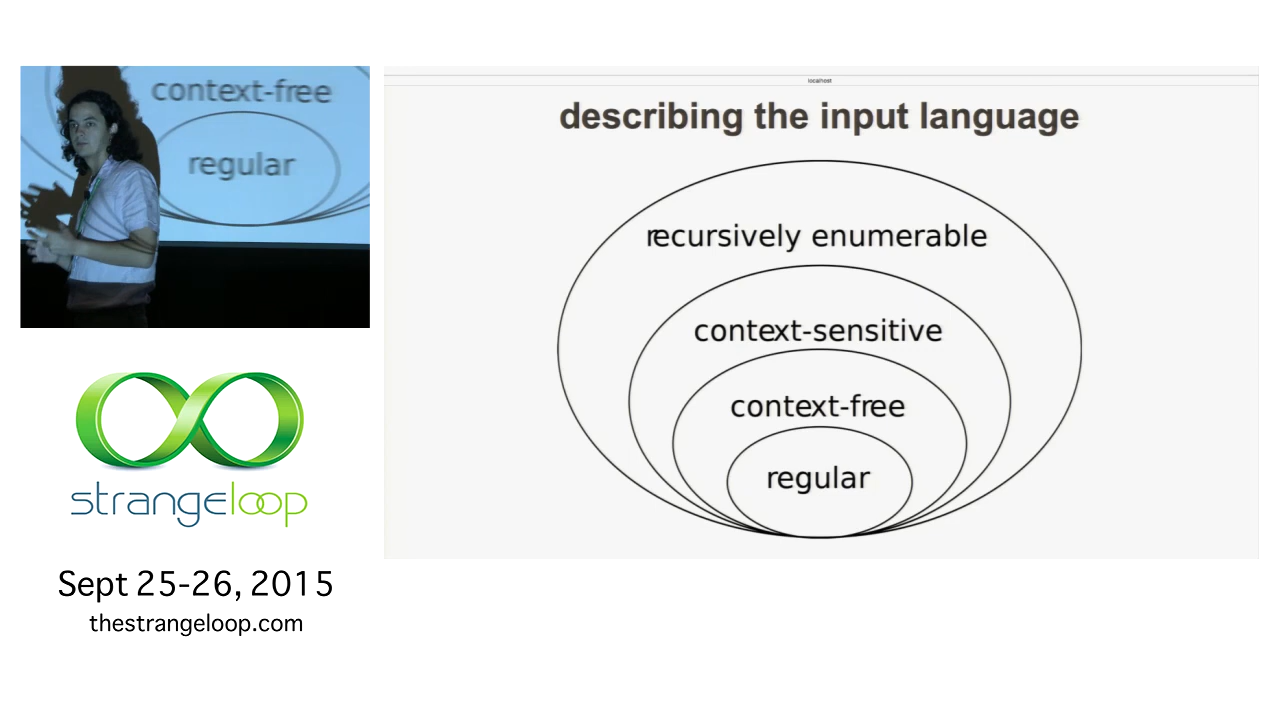 context-free
regular
strangeloop
Sept 25-26, 2015
thestrangeloop.com
localhost
describing the input language
recursively enumerable
context-sensitive
context-free
regular